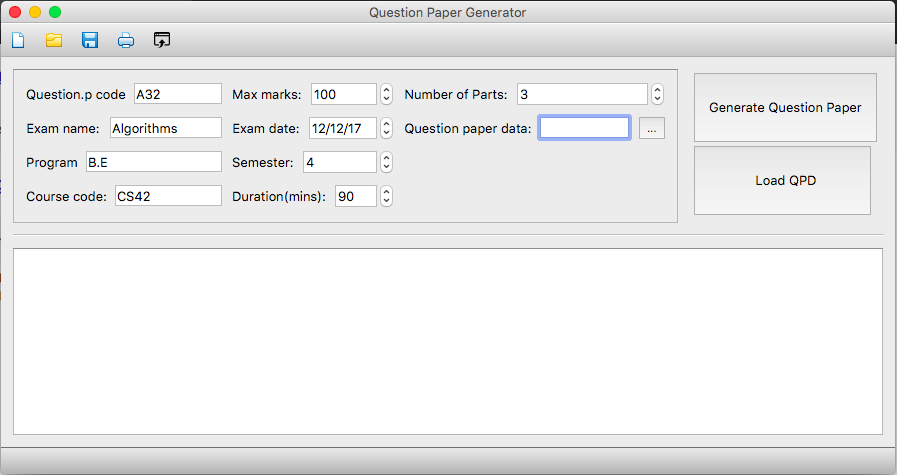 Question Paper Generator
Question.p code A32 Max marks: 100 Number of Parts: 3
Generate Question Paper
Exam name: Algorithms Exam date: 12/12/17 Question paper data: ...
Program B.E Semester: 4
Load QPD
Course code: CS42 Duration(mins): 90